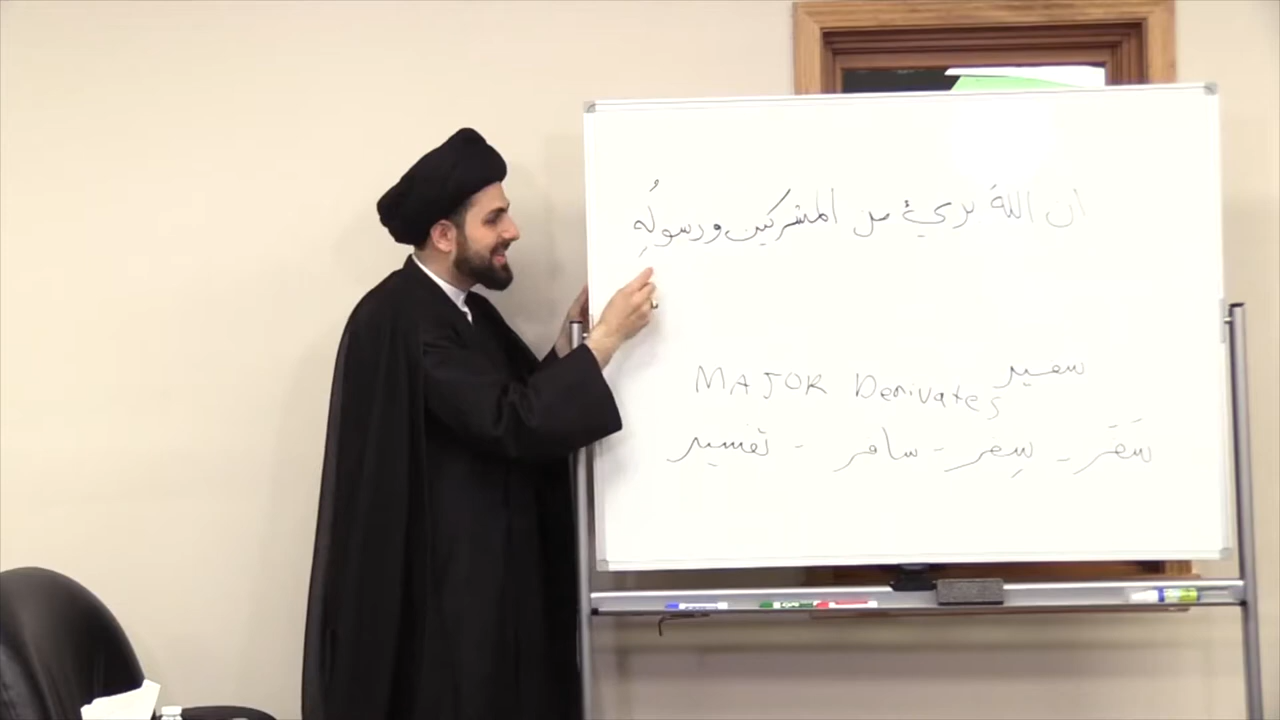 ان اللهَ بريءُ من المشركين ورسولُهِ
MAJOR Derivates سفير
سَفَر - سِفر - سافر - تفسير